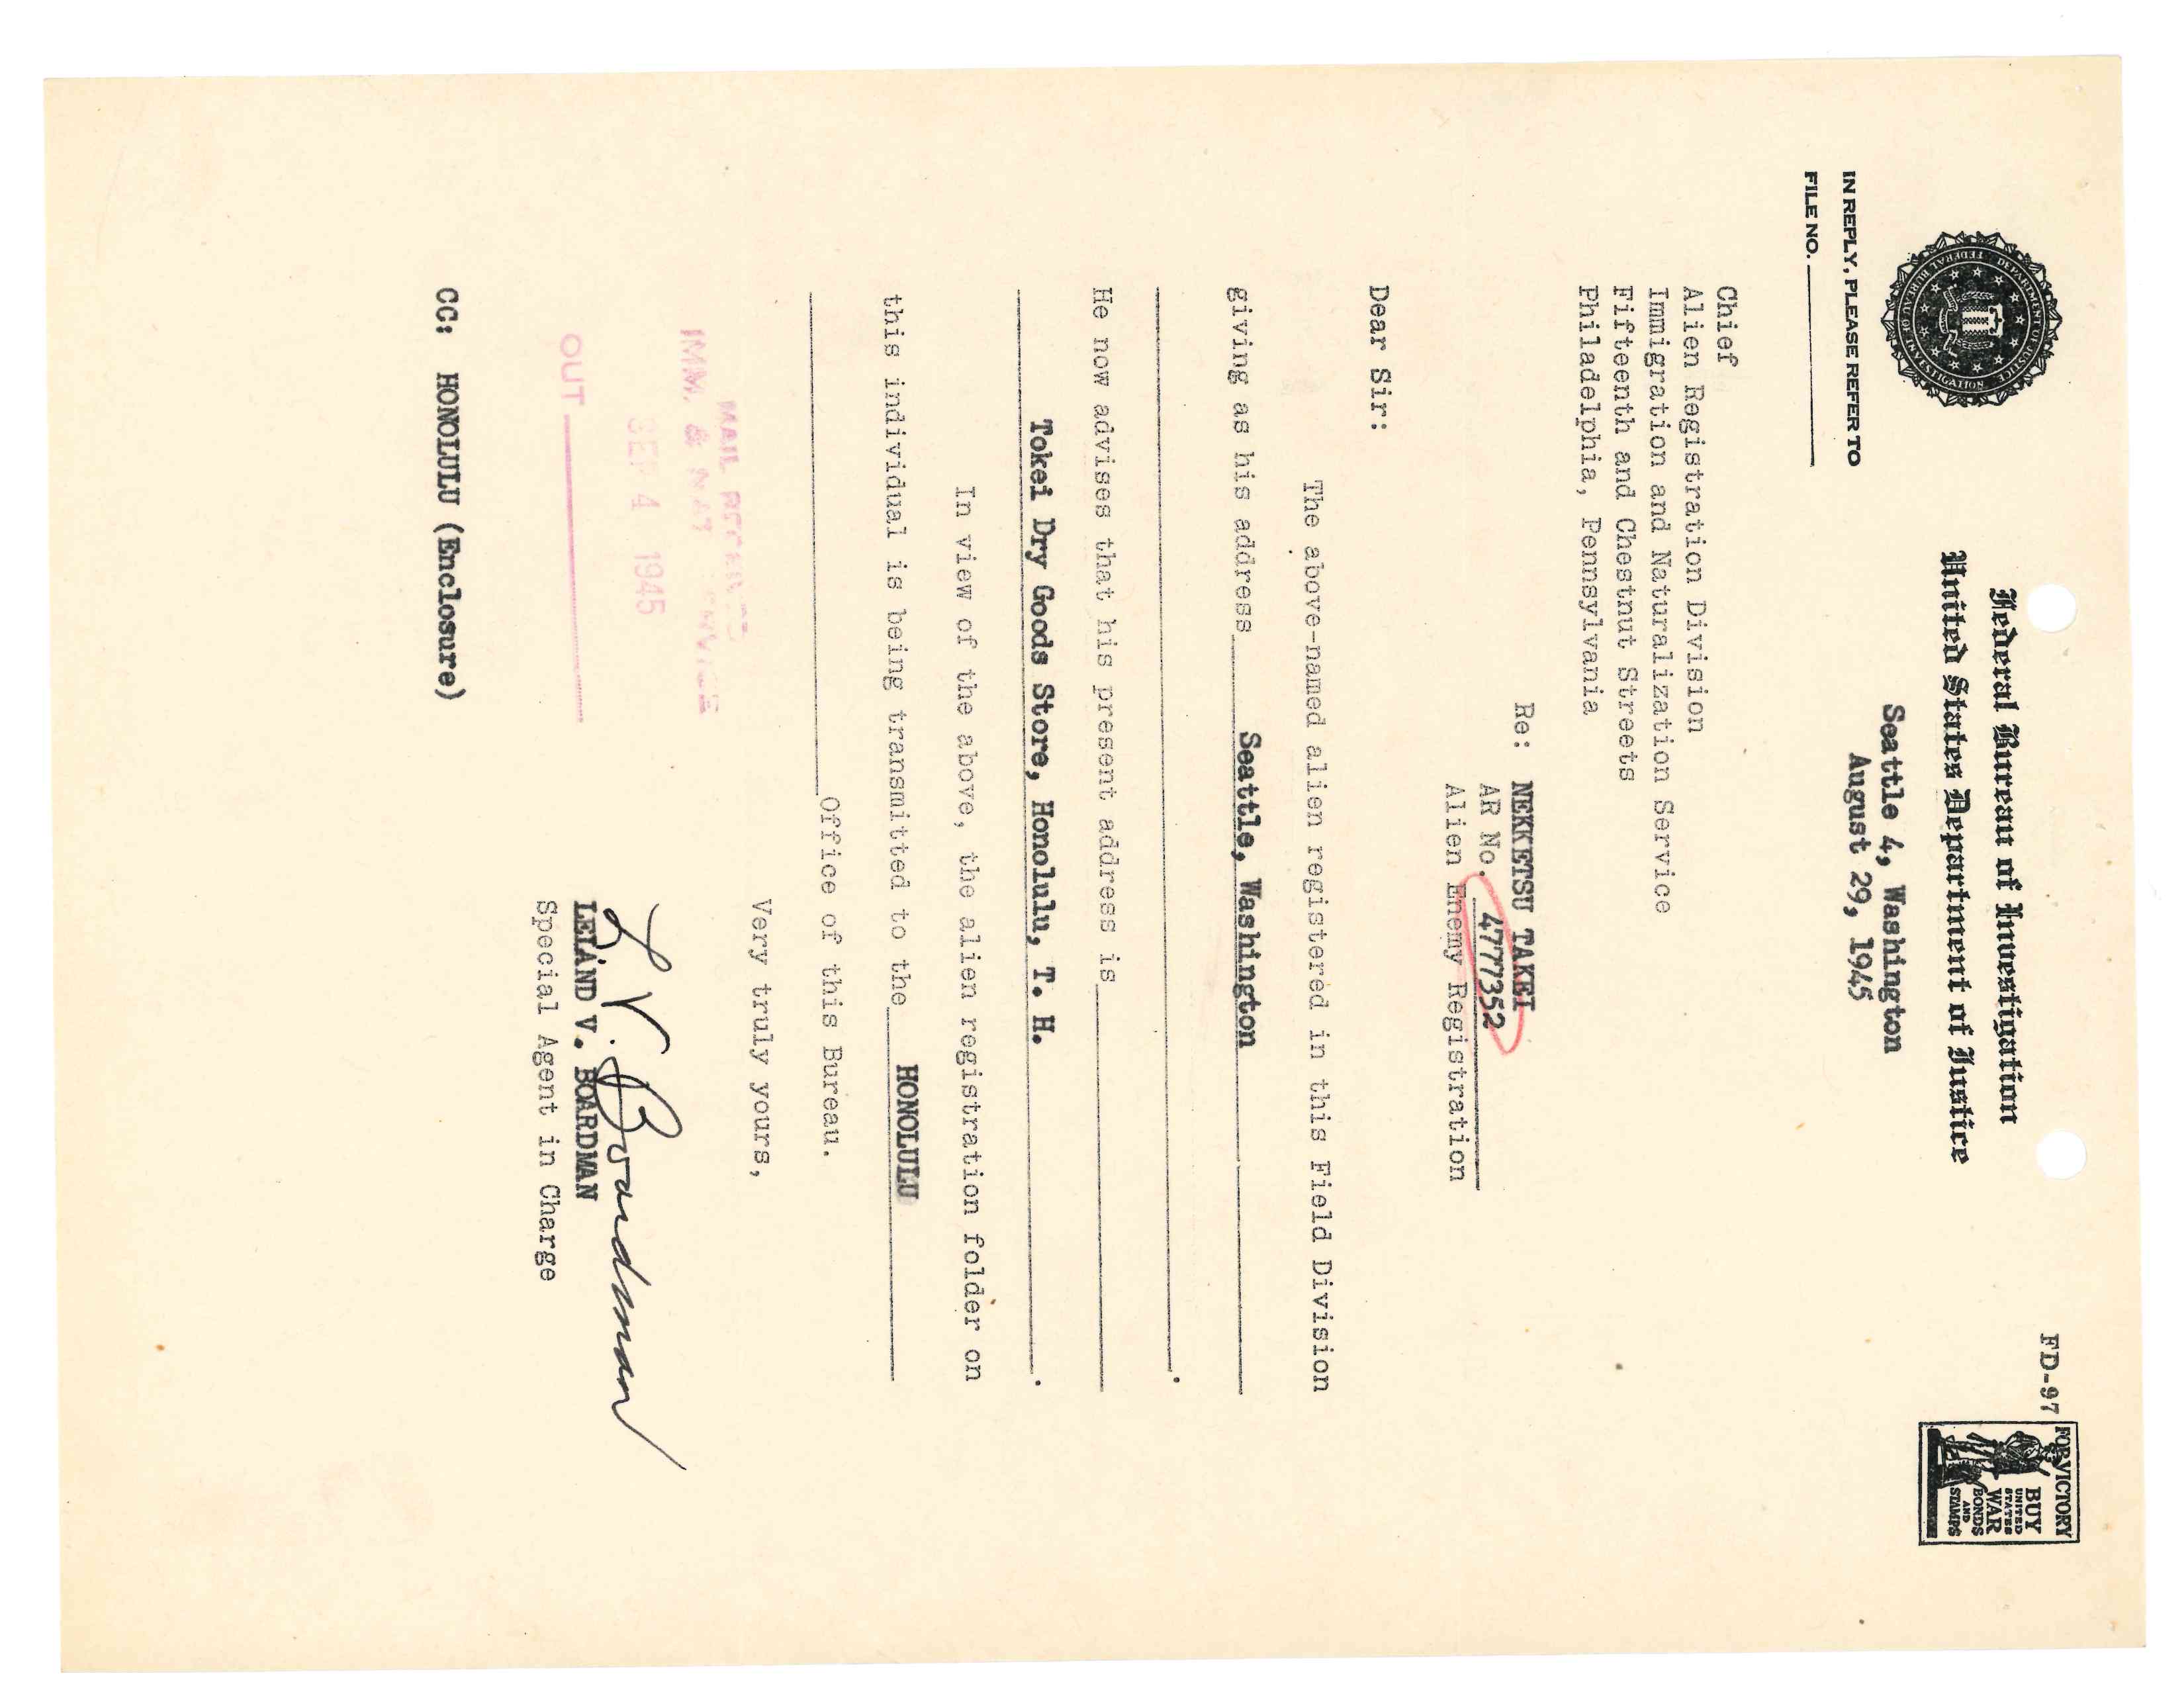 FD-97
FOR VICTORY
BUY
UNITED
STATES
WAR
BONDS
AND
STAMPS
DEPARTMENT OF JUSTICE
FEDERAL BUREAU OF INVESTIGATION
Federal Bureau of Investigation
United States Department of Justice
Seattle 4, Washington
August 29, 1945
IN REPLY, PLEASE REFER TO
FILE NO.
Chief
Alien Registration Division
Immigration and Naturalization Service
Fifteenth and Chestnut Streets
Philadelphia, Pennsylvania
Re: NEKKETSU TAKEI
AR No. 4777352
Alien Enemy Registration
Dear Sir:
The above-named alien registered in this Field Division
giving as his address Seattle, Washington
.
He now advises that his present address is
Tokei Dry Goods Store, Honolulu, T. H. .
In view of the above, the alien registration folder on
this individual is being transmitted to the HONOLULU
Office of this Bureau.
Very truly yours,
MAIL RECEIVED
IMM. & NAT SERVICE
SEP 4 1945
OUT
L. V. Boardman
LELAND V. BOARDMAN
Special Agent in Charge
CC: HONOLULU (Enclosure)